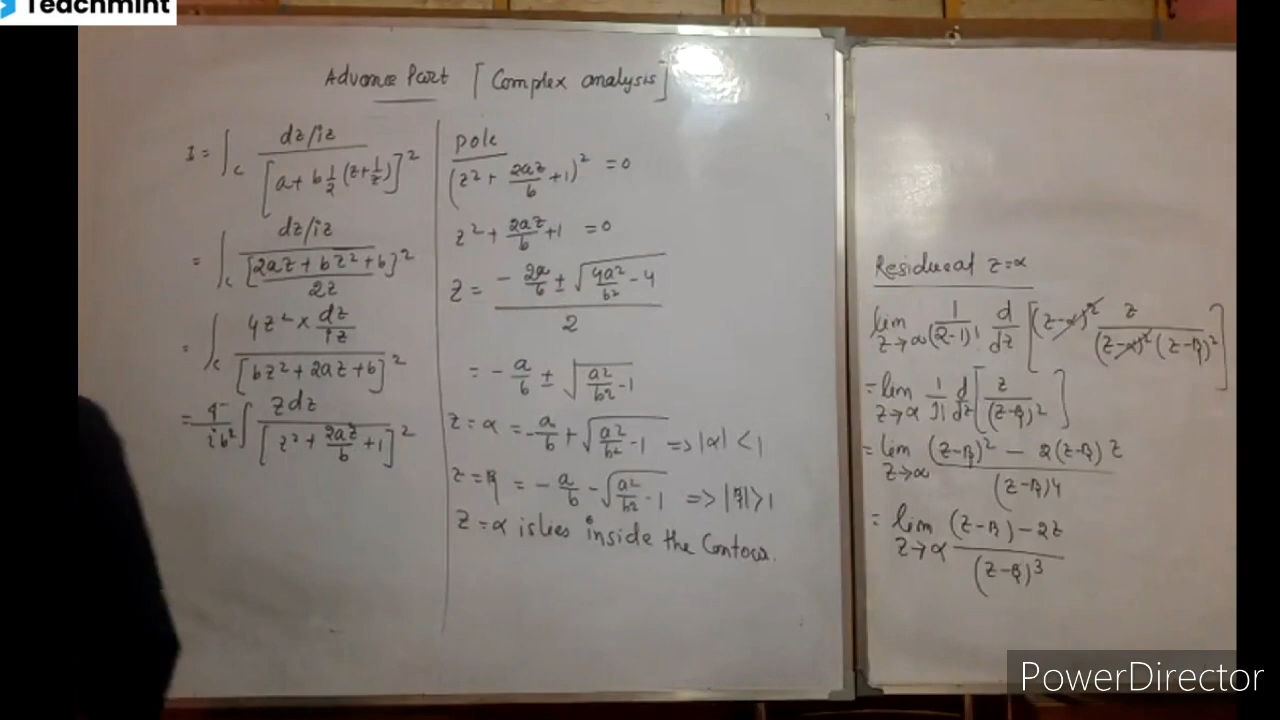 Teachmint
Advance Part [Complex analysis]
I = ∫c dz/iz / [a + b 1/2 (z + 1/z)]²
= ∫c dz/iz / [(2az + bz² + b)/2z]²
= ∫c 4z² × dz/iz / [bz² + 2az + b]²
= 4/ib² ∫ z dz / [z² + 2az/b + 1]²
pole
(z² + 2az/b + 1)² = 0
z² + 2az/b + 1 = 0
z = (-2a/b ± √(4a²/b² - 4)) / 2
= -a/b ± √(a²/b² - 1)
z = α = -a/b + √(a²/b² - 1) => |α| < 1
z = β = -a/b - √(a²/b² - 1) => |β| > 1
z = α is lies inside the Contour.
Residue at z = α
lim z→α 1/(2-1)! d/dz [(z-α)² z / (z-α)² (z-β)²]
= lim z→α 1/1! d/dz [z / (z-β)²]
= lim z→α ((z-β)² - 2(z-β) z) / (z-β)4
= lim z→α ((z-β) - 2z) / (z-β)³
PowerDirector